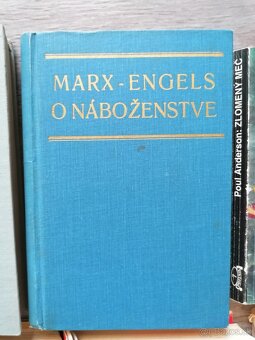 MARX - ENGELS
O NÁBOŽENSTVE
Poul Anderson: ZLOMENÝ MEČ